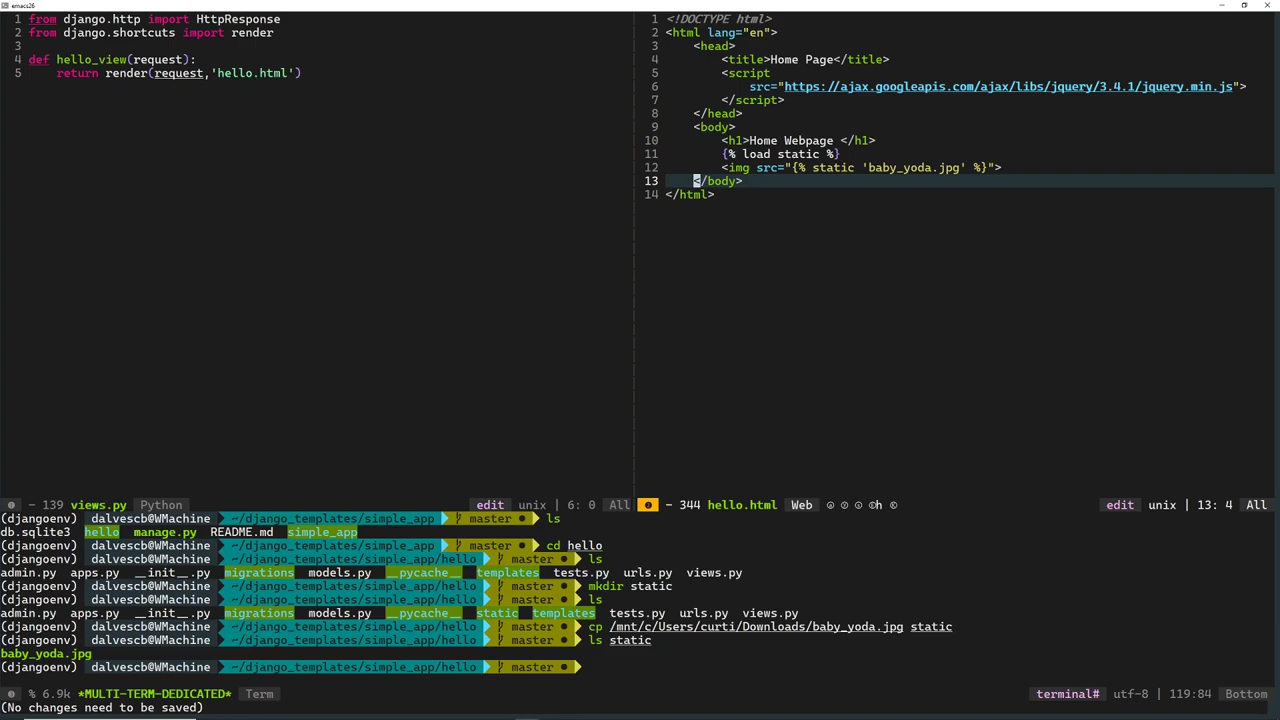 emacs26
1 from django.http import HttpResponse
2 from django.shortcuts import render
3
4 def hello_view(request):
5     return render(request,'hello.html')
1 <!DOCTYPE html>
2 <html lang="en">
3     <head>
4         <title>Home Page</title>
5         <script
6             src="https://ajax.googleapis.com/ajax/libs/jquery/3.4.1/jquery.min.js">
7         </script>
8     </head>
9     <body>
10         <h1>Home Webpage </h1>
11         {% load static %}
12         <img src="{% static 'baby_yoda.jpg' %}">
13     </body>
14 </html>
- 139 views.py Python edit unix | 6: 0 All
- 344 hello.html Web edit unix | 13: 4 All
(djangoenv) dalvescb@WMachine ~/django_templates/simple_app master ● ls
db.sqlite3 hello manage.py README.md simple_app
(djangoenv) dalvescb@WMachine ~/django_templates/simple_app master ● cd hello
(djangoenv) dalvescb@WMachine ~/django_templates/simple_app/hello master ● ls
admin.py apps.py __init__.py migrations models.py __pycache__ templates tests.py urls.py views.py
(djangoenv) dalvescb@WMachine ~/django_templates/simple_app/hello master ● mkdir static
(djangoenv) dalvescb@WMachine ~/django_templates/simple_app/hello master ● ls
admin.py apps.py __init__.py migrations models.py __pycache__ static templates tests.py urls.py views.py
(djangoenv) dalvescb@WMachine ~/django_templates/simple_app/hello master ● cp /mnt/c/Users/curti/Downloads/baby_yoda.jpg static
(djangoenv) dalvescb@WMachine ~/django_templates/simple_app/hello master ● ls static
baby_yoda.jpg
(djangoenv) dalvescb@WMachine ~/django_templates/simple_app/hello master ●
% 6.9k *MULTI-TERM-DEDICATED* Term terminal# utf-8 | 119:84 Bottom
(No changes need to be saved)